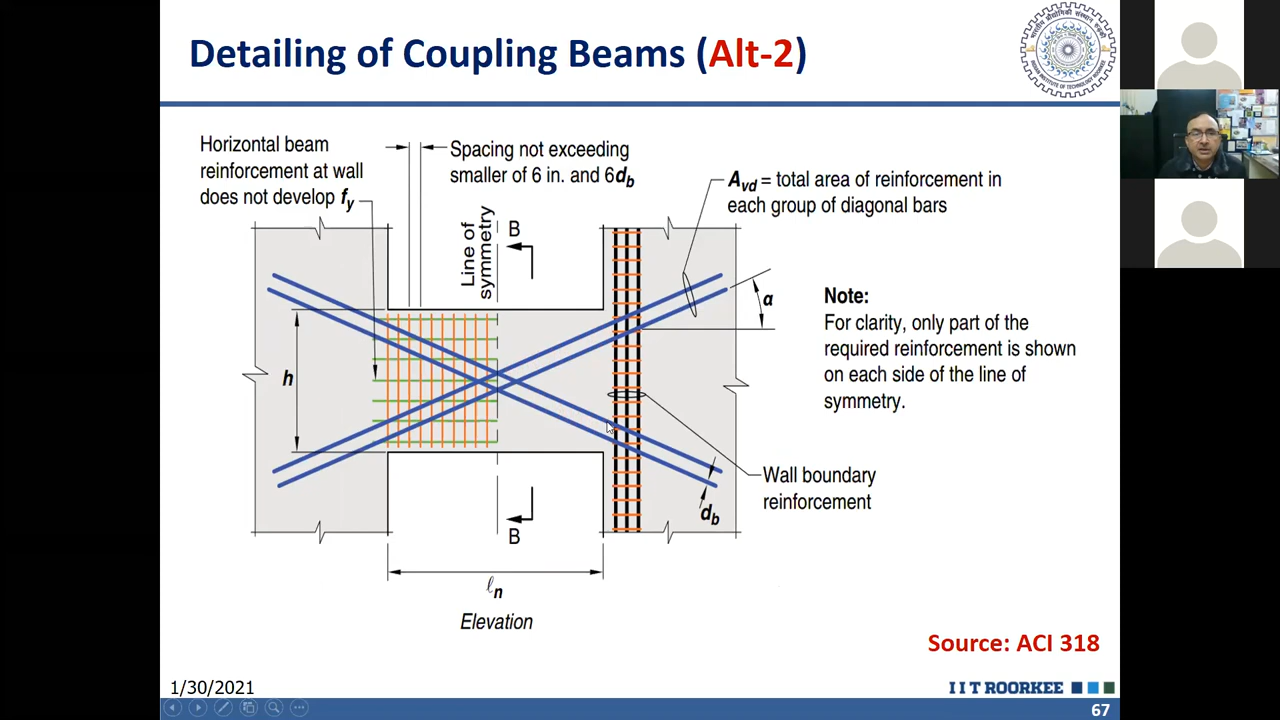 Detailing of Coupling Beams (Alt-2)
Horizontal beam
reinforcement at wall
does not develop fy
Spacing not exceeding
smaller of 6 in. and 6db
Line of
symmetry
B
Avd = total area of reinforcement in
each group of diagonal bars
α
Note:
For clarity, only part of the
required reinforcement is shown
on each side of the line of
symmetry.
h
Wall boundary
reinforcement
db
B
ℓn
Elevation
Source: ACI 318
1/30/2021
I I T ROORKEE
67